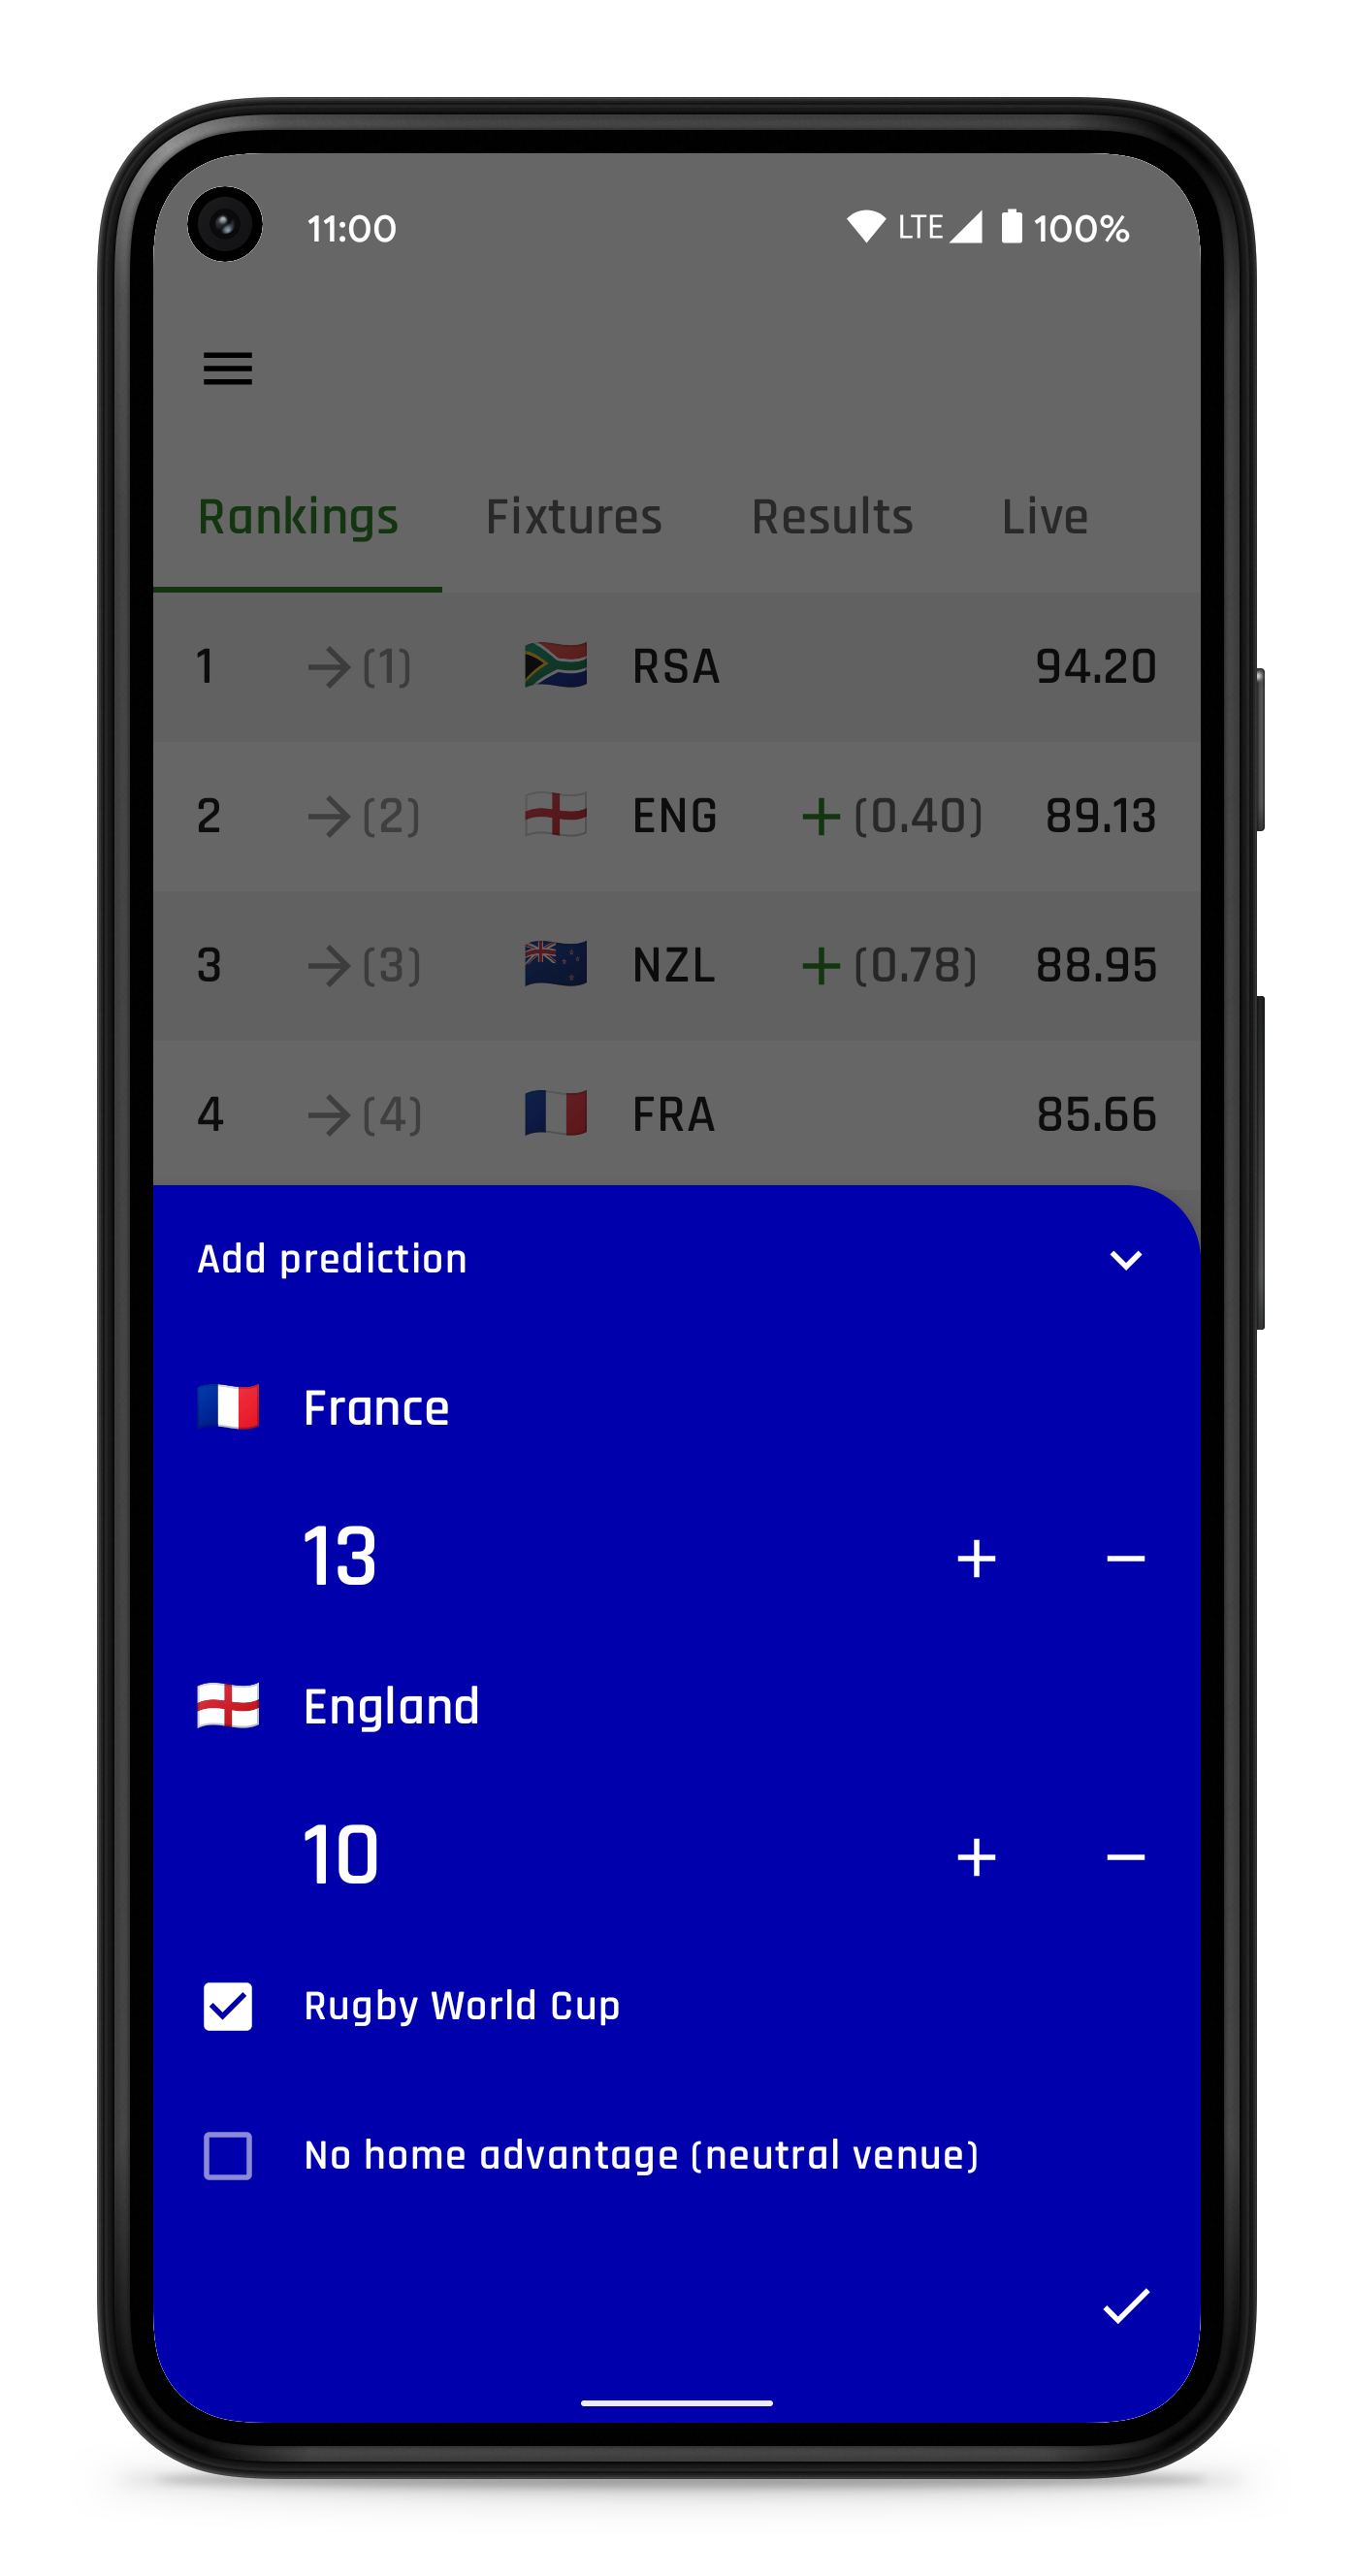 11:00 LTE 100%
Rankings Fixtures Results Live
1 → (1) RSA 94.20
2 → (2) ENG + (0.40) 89.13
3 → (3) NZL + (0.78) 88.95
4 → (4) FRA 85.66
Add prediction
France
13 + −
England
10 + −
Rugby World Cup
No home advantage (neutral venue)